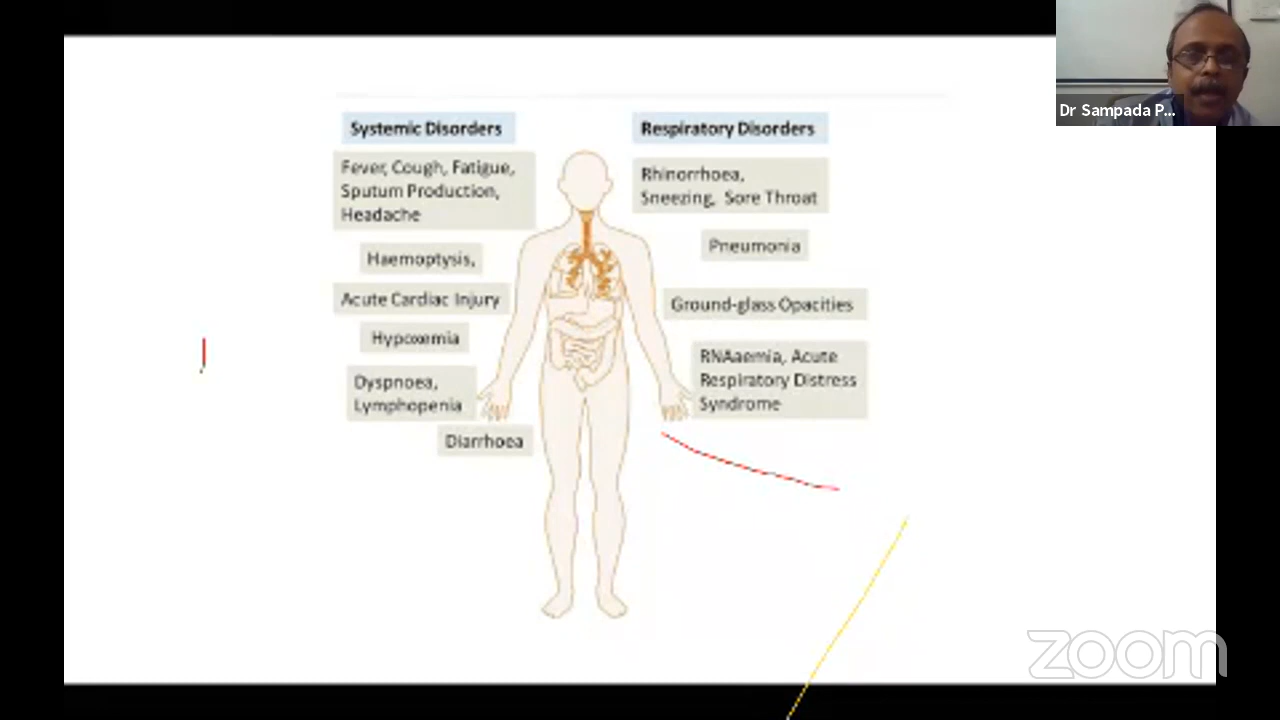 Dr Sampada P...
Systemic Disorders
Fever, Cough, Fatigue,
Sputum Production,
Headache
Haemoptysis,
Acute Cardiac Injury
Hypoxemia
Dyspnoea,
Lymphopenia
Diarrhoea
Respiratory Disorders
Rhinorrhoea,
Sneezing, Sore Throat
Pneumonia
Ground-glass Opacities
RNAaemia, Acute
Respiratory Distress
Syndrome
zoom